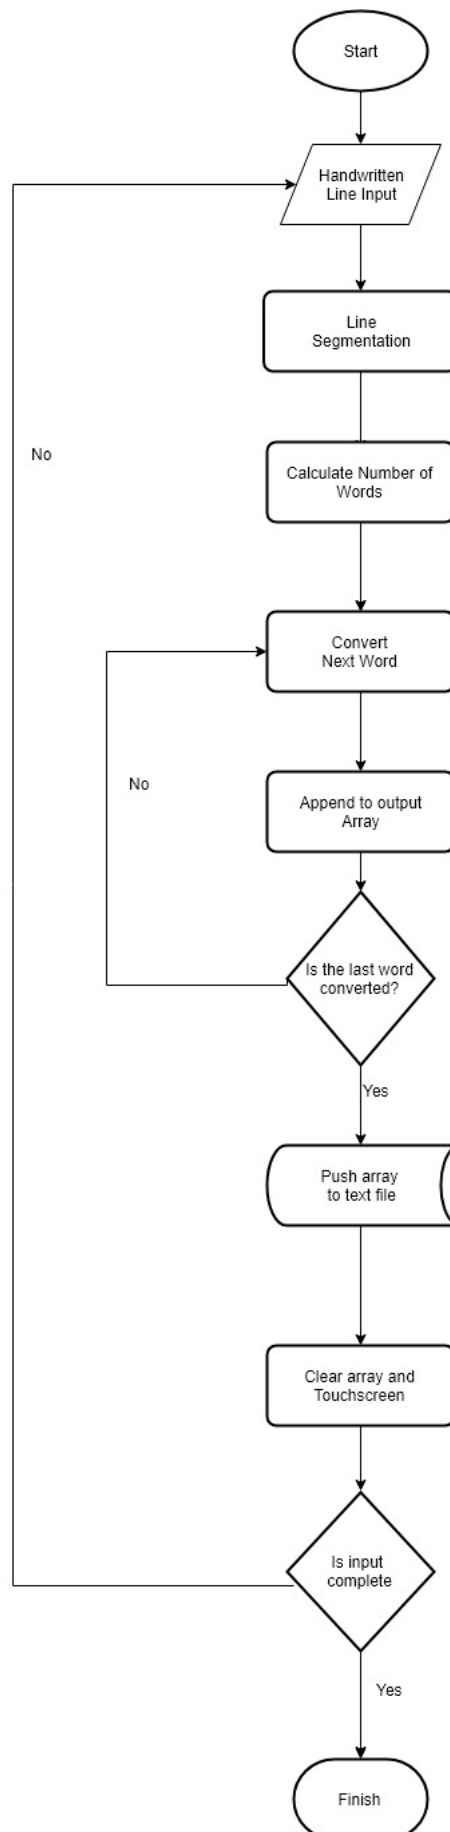 Start
Handwritten
Line Input
Line
Segmentation
No
Calculate Number of
Words
Convert
Next Word
No
Append to output
Array
Is the last word
converted?
Yes
Push array
to text file
Clear array and
Touchscreen
Is input
complete
Yes
Finish